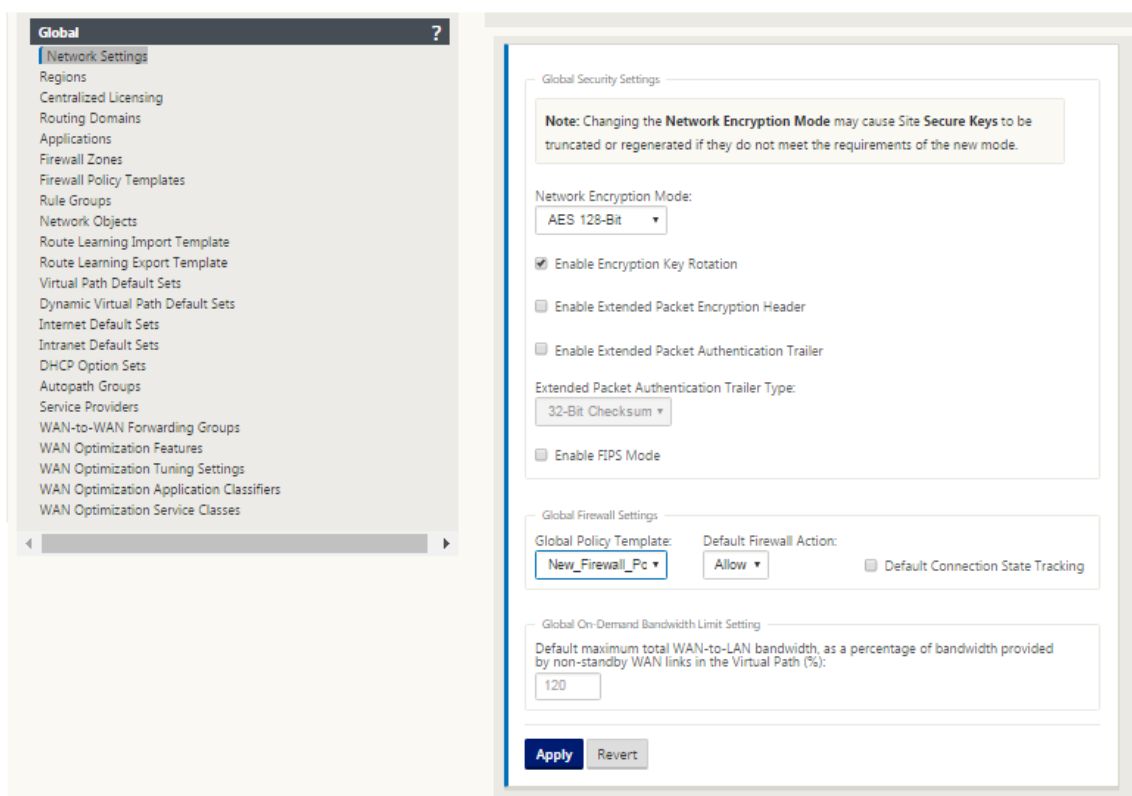 Global ?
Network Settings
Regions
Centralized Licensing
Routing Domains
Applications
Firewall Zones
Firewall Policy Templates
Rule Groups
Network Objects
Route Learning Import Template
Route Learning Export Template
Virtual Path Default Sets
Dynamic Virtual Path Default Sets
Internet Default Sets
Intranet Default Sets
DHCP Option Sets
Autopath Groups
Service Providers
WAN-to-WAN Forwarding Groups
WAN Optimization Features
WAN Optimization Tuning Settings
WAN Optimization Application Classifiers
WAN Optimization Service Classes
Global Security Settings
Note: Changing the Network Encryption Mode may cause Site Secure Keys to be
truncated or regenerated if they do not meet the requirements of the new mode.
Network Encryption Mode:
AES 128-Bit
Enable Encryption Key Rotation
Enable Extended Packet Encryption Header
Enable Extended Packet Authentication Trailer
Extended Packet Authentication Trailer Type:
32-Bit Checksum
Enable FIPS Mode
Global Firewall Settings
Global Policy Template: Default Firewall Action:
New_Firewall_Pc Allow Default Connection State Tracking
Global On-Demand Bandwidth Limit Setting
Default maximum total WAN-to-LAN bandwidth, as a percentage of bandwidth provided
by non-standby WAN links in the Virtual Path (%):
120
Apply Revert